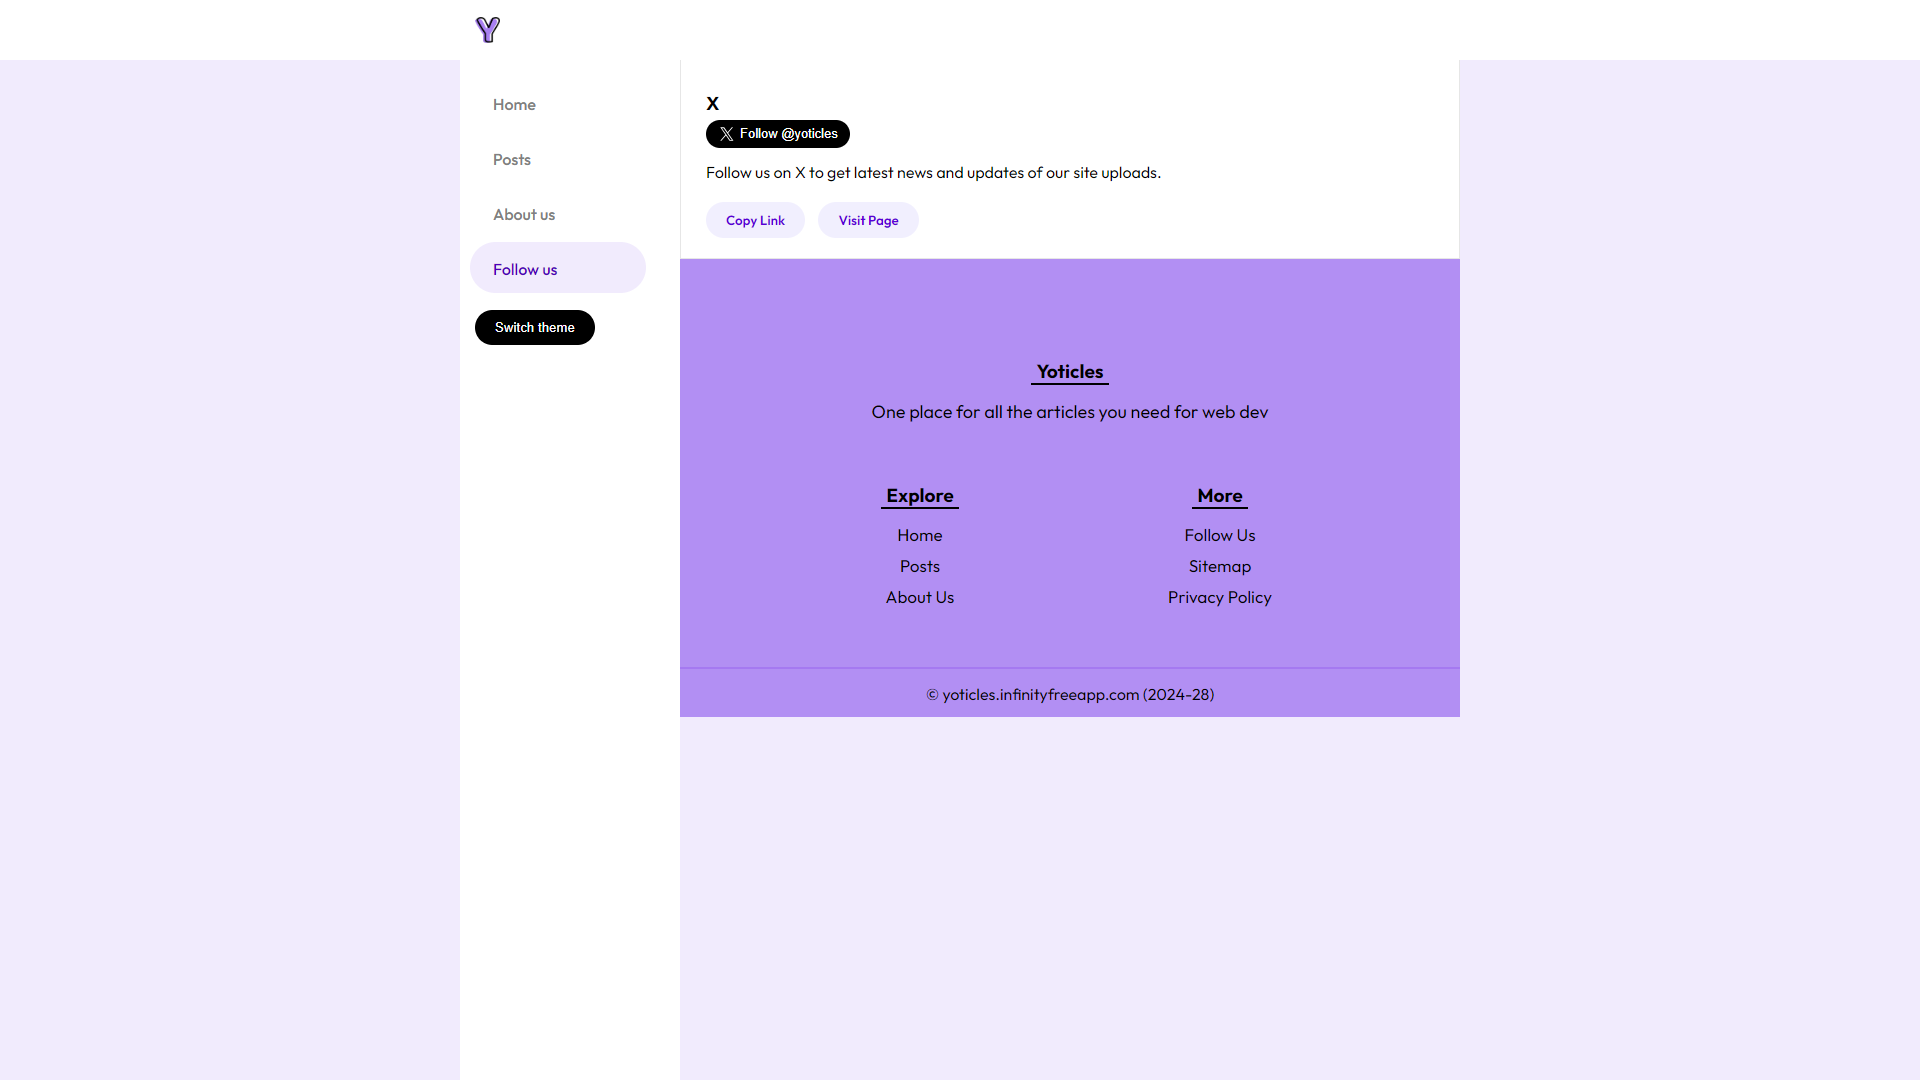 Y
Home
Posts
About us
Follow us
Switch theme
X
Follow @yoticles
Follow us on X to get latest news and updates of our site uploads.
Copy Link
Visit Page
Yoticles
One place for all the articles you need for web dev
Explore
Home
Posts
About Us
More
Follow Us
Sitemap
Privacy Policy
© yoticles.infinityfreeapp.com (2024-28)